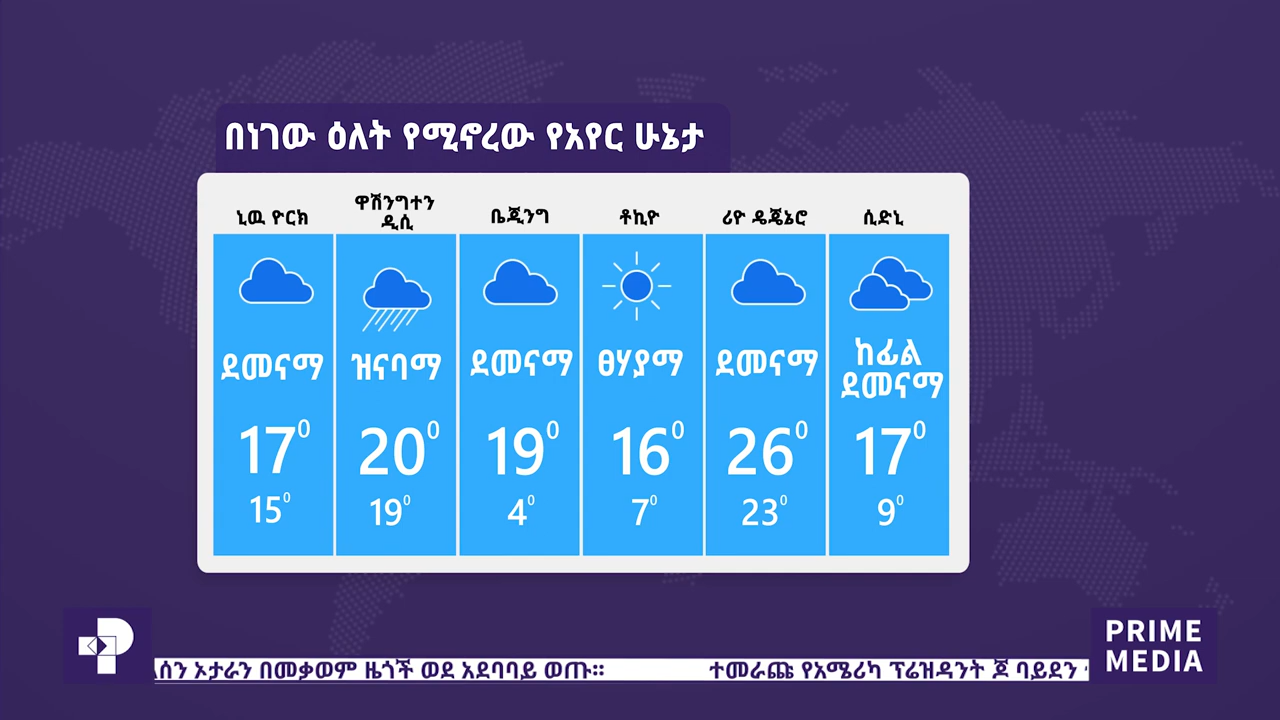 በነገው ዕለት የሚኖረው የአየር ሁኔታ
ኒዉ ዮርክ
ዋሽንግተን
ዲሲ
ቤጂንግ
ቶኪዮ
ሪዮ ዴጄኔሮ
ሲድኒ
ደመናማ
ዝናባማ
ደመናማ
ፀሃያማ
ደመናማ
ከፊል
ደመናማ
17⁰
20⁰
19⁰
16⁰
26⁰
17⁰
15⁰
19⁰
4⁰
7⁰
23⁰
9⁰
ኦታራን በመቃወም ዜጎች ወደ አደባባይ ወጡ። ተመራጩ የአሜሪካ ፕሬዝዳንት ጆ ባይደን
PRIME
MEDIA